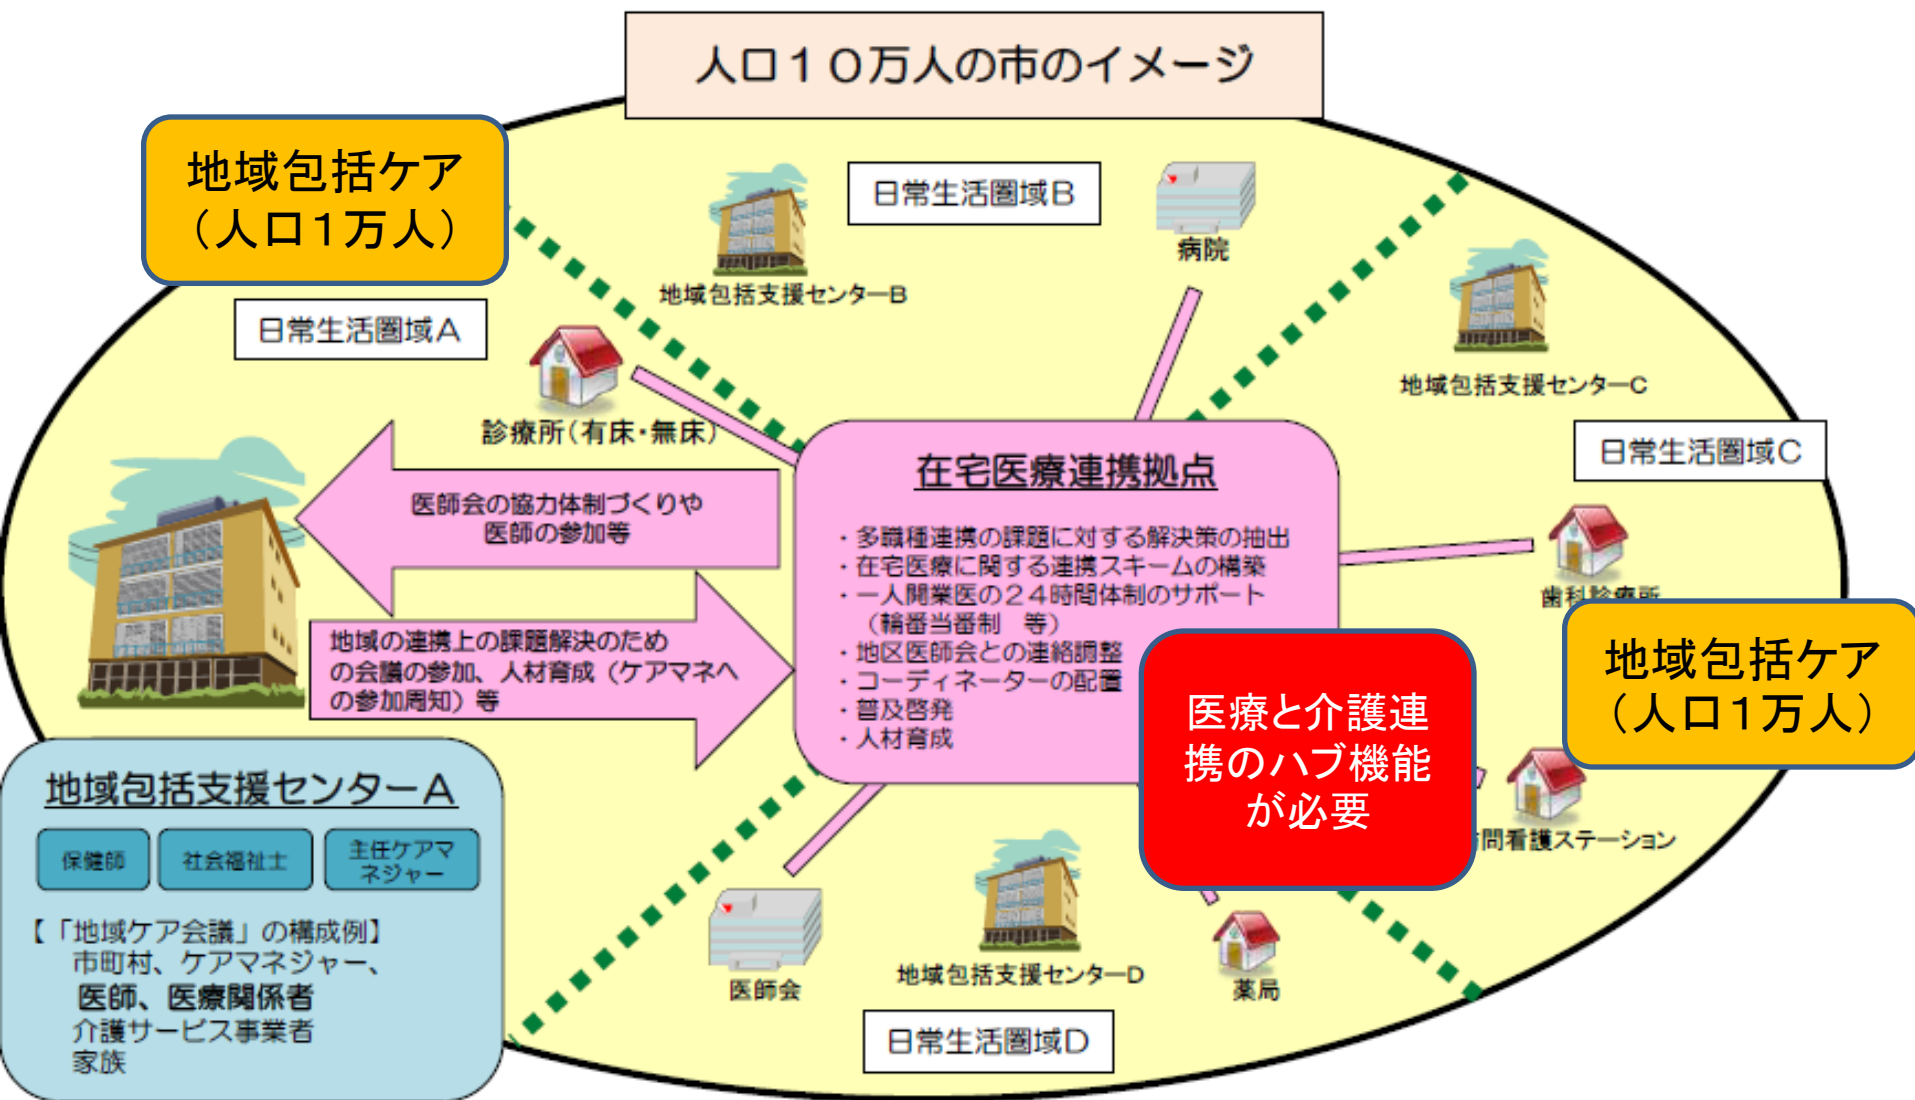 人口１０万人の市のイメージ
地域包括ケア
（人口１万人）
日常生活圏域Ｂ
病院
地域包括支援センターB
日常生活圏域Ａ
診療所（有床・無床）
地域包括支援センターC
日常生活圏域Ｃ
医師会の協力体制づくりや
医師の参加等
地域の連携上の課題解決のため
の会議の参加、人材育成（ケアマネへ
の参加周知）等
在宅医療連携拠点
・多職種連携の課題に対する解決策の抽出
・在宅医療に関する連携スキームの構築
・一人開業医の２４時間体制のサポート
（輪番当番制　等）
・地区医師会との連絡調整
・コーディネーターの配置
・普及啓発
・人材育成
歯科診療所
地域包括ケア
（人口１万人）
医療と介護連
携のハブ機能
が必要
問看護ステーション
地域包括支援センターＡ
保健師
社会福祉士
主任ケアマ
ネジャー
【「地域ケア会議」の構成例】
市町村、ケアマネジャー、
医師、医療関係者
介護サービス事業者
家族
医師会
地域包括支援センターD
薬局
日常生活圏域Ｄ